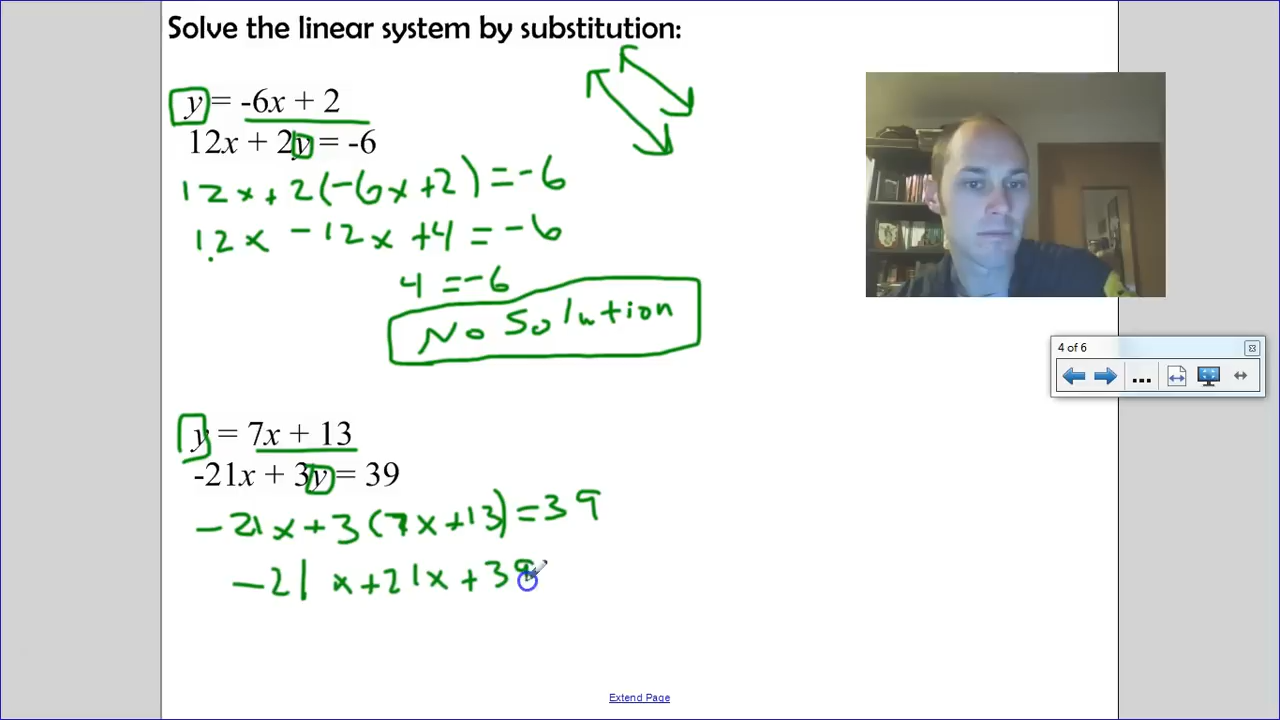 Solve the linear system by substitution:
y = -6x + 2
12x + 2y = -6
12x + 2(-6x + 2) = -6
12x - 12x + 4 = -6
4 = -6
No Solution
4 of 6
y = 7x + 13
-21x + 3y = 39
-21x + 3(7x + 13) = 39
-21x + 21x + 39
Extend Page